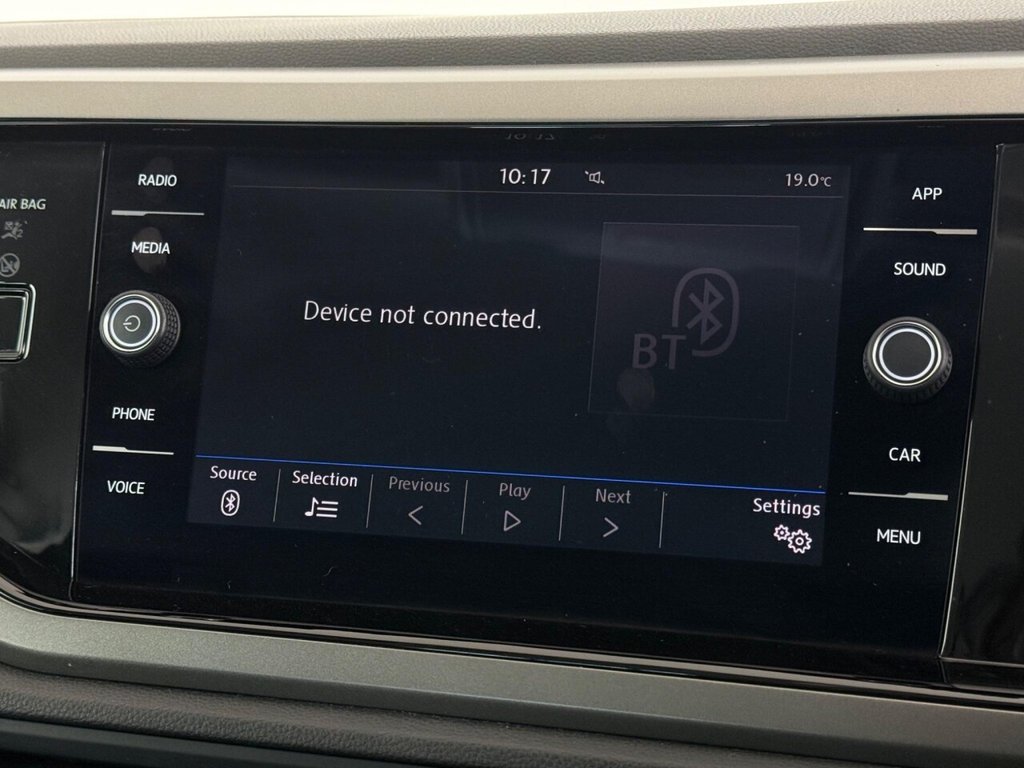 10:17
19.0°C
RADIO
MEDIA
AIR BAG
PHONE
VOICE
APP
SOUND
CAR
MENU
Device not connected.
BT
Source
Selection
Previous
Play
Next
Settings